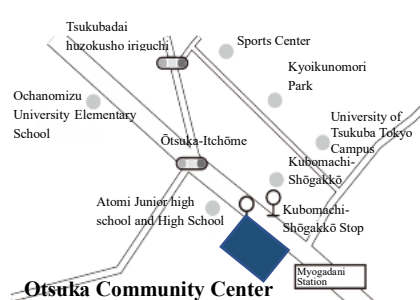 Tsukubadai
huzokusho iriguchi
Sports Center
Kyoikunomori
Park
Ochanomizu
University Elementary
School
University of
Tsukuba Tokyo
Campus
Ōtsuka-Itchōme
Kubomachi-
Shōgakkō
Atomi Junior high
school and High School
Kubomachi-
Shōgakkō Stop
Myogadani
Station
Otsuka Community Center